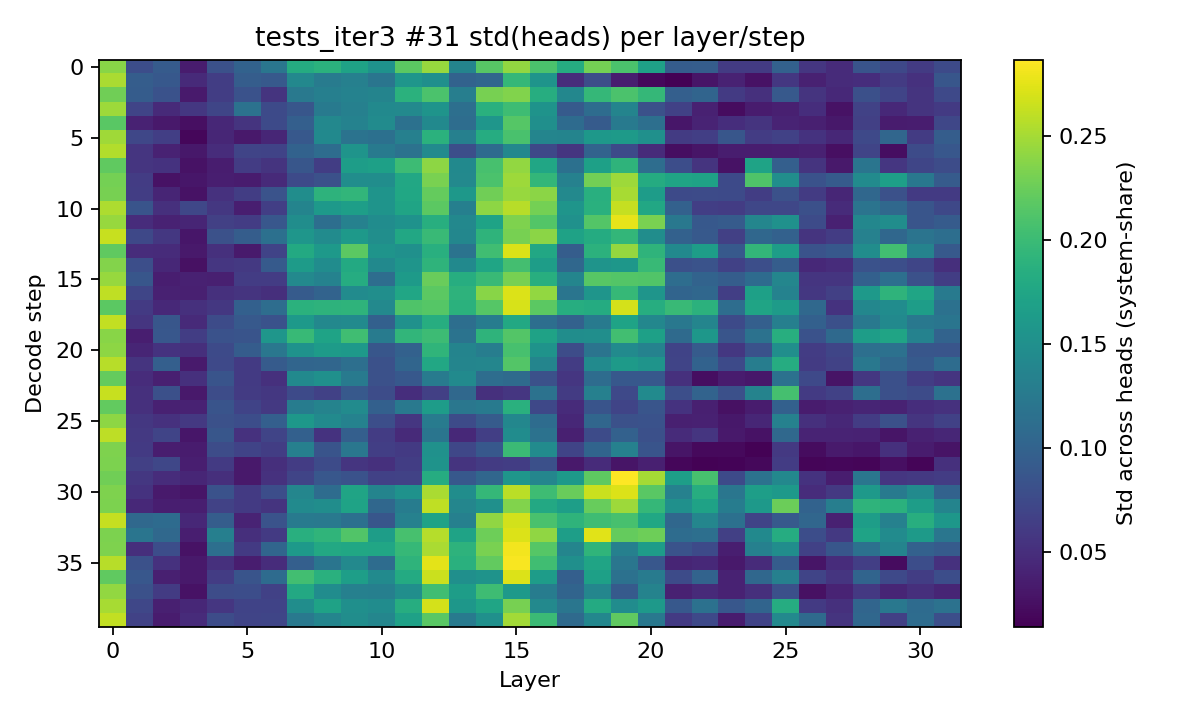 tests_iter3 #31 std(heads) per layer/step
0
5
10
15
20
25
30
35
Decode step
0 5 10 15 20 25 30
Layer
0.25
0.20
0.15
0.10
0.05
Std across heads (system-share)